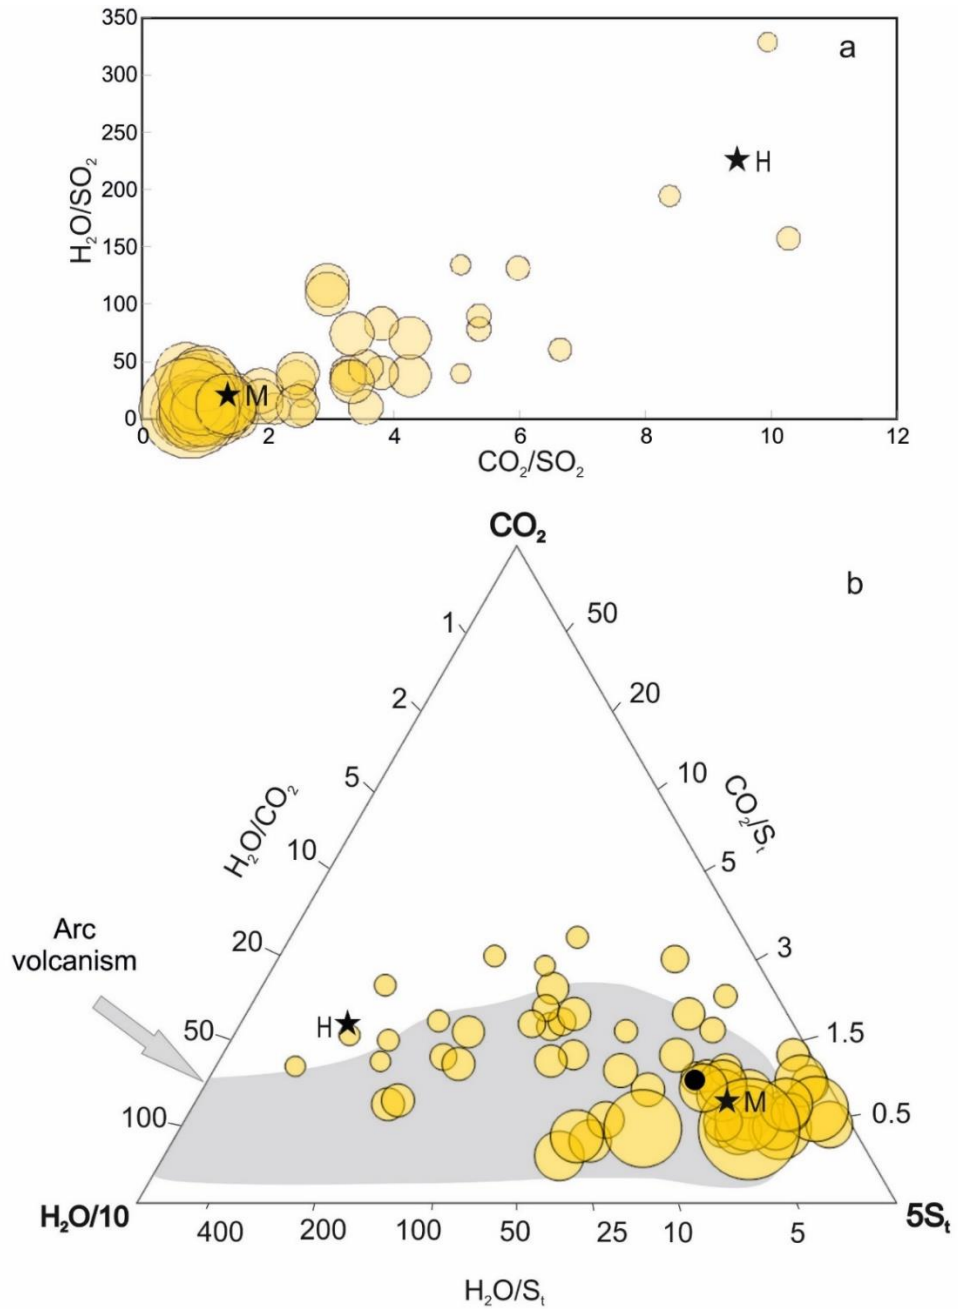 350
a
300
250
H
H₂O/SO₂
200
150
100
50
M
0
0 2 4 6 8 10 12
CO₂/SO₂
CO₂
b
1 50
2 20
5 10
H₂O/CO₂
CO₂/Sₜ
10 5
Arc
volcanism
20 3
H
50 1.5
M
100 0.5
H₂O/10
5Sₜ
400 200 100 50 25 10 5
H₂O/Sₜ